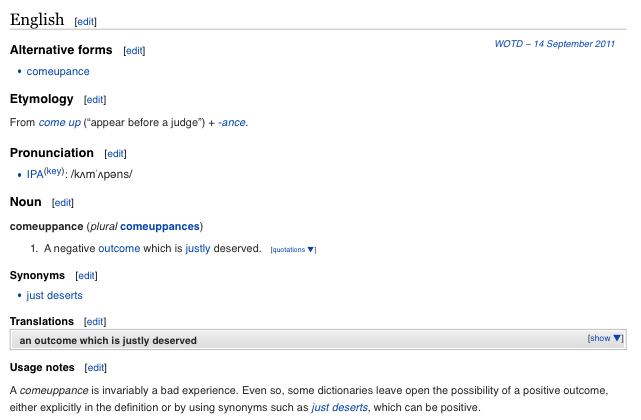 English [edit]
WOTD – 14 September 2011
Alternative forms [edit]
• comeupance
Etymology [edit]
From come up (“appear before a judge”) + -ance.
Pronunciation [edit]
• IPA(key): /kʌmˈʌpəns/
Noun [edit]
comeuppance (plural comeuppances)
1. A negative outcome which is justly deserved. [quotations ▼]
Synonyms [edit]
• just deserts
Translations [edit]
an outcome which is justly deserved [show ▼]
Usage notes [edit]
A comeuppance is invariably a bad experience. Even so, some dictionaries leave open the possibility of a positive outcome,
either explicitly in the definition or by using synonyms such as just deserts, which can be positive.